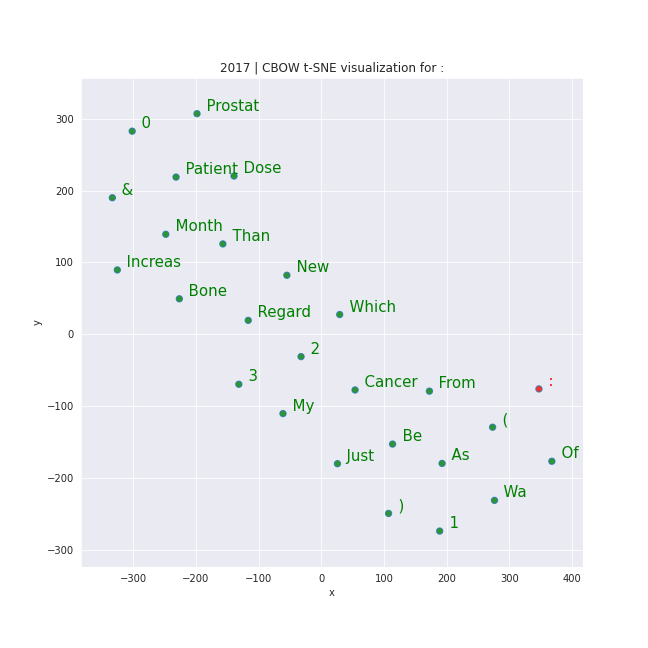 2017 | CBOW t-SNE visualization for :
Prostat
0
Patient
Dose
&
Month
Than
Increas
New
Bone
Regard
Which
2
3
Cancer
From
:
My
(
Be
Just
As
Of
Wa
)
1
300
200
100
0
−100
−200
−300
y
−300
−200
−100
0
100
200
300
400
x